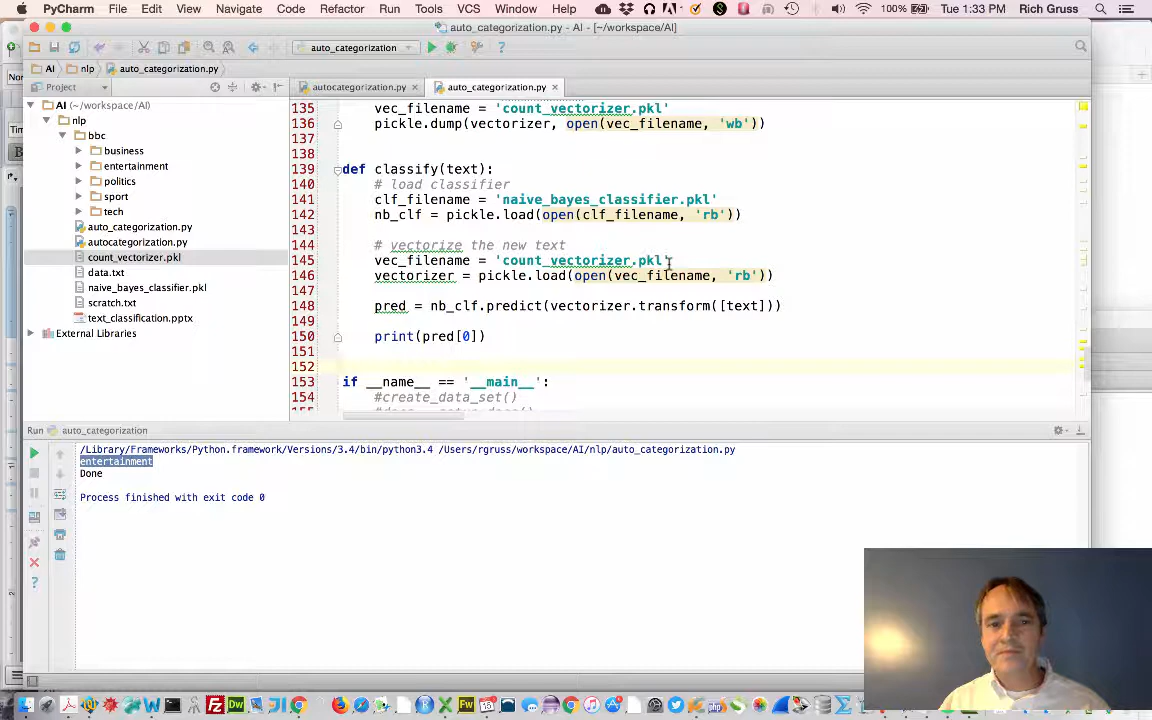 PyCharm File Edit View Navigate Code Refactor Run Tools VCS Window Help 100% Tue 1:33 PM Rich Gruss
auto_categorization.py - AI - [~/workspace/AI]
auto_categorization
AI nlp auto_categorization.py
Project
autocategorization.py auto_categorization.py
AI (~/workspace/AI)
nlp
bbc
business
entertainment
politics
sport
tech
auto_categorization.py
autocategorization.py
count_vectorizer.pkl
data.txt
naive_bayes_classifier.pkl
scratch.txt
text_classification.pptx
External Libraries
135 vec_filename = 'count_vectorizer.pkl'
136 pickle.dump(vectorizer, open(vec_filename, 'wb'))
137
138
139 def classify(text):
140 # load classifier
141 clf_filename = 'naive_bayes_classifier.pkl'
142 nb_clf = pickle.load(open(clf_filename, 'rb'))
143
144 # vectorize the new text
145 vec_filename = 'count_vectorizer.pkl'
146 vectorizer = pickle.load(open(vec_filename, 'rb'))
147
148 pred = nb_clf.predict(vectorizer.transform([text]))
149
150 print(pred[0])
151
152
153 if __name__ == '__main__':
154 #create_data_set()
Run auto_categorization
/Library/Frameworks/Python.framework/Versions/3.4/bin/python3.4 /Users/rgruss/workspace/AI/nlp/auto_categorization.py
entertainment
Done
Process finished with exit code 0